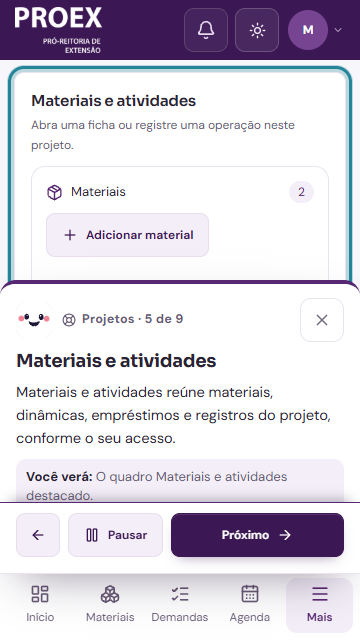 PROEX
PRÓ-REITORIA DE
EXTENSÃO
M
Materiais e atividades
Abra uma ficha ou registre uma operação neste
projeto.
Materiais
2
Adicionar material
Projetos · 5 de 9
Materiais e atividades
Materiais e atividades reúne materiais,
dinâmicas, empréstimos e registros do projeto,
conforme o seu acesso.
Você verá: O quadro Materiais e atividades
destacado.
Pausar
Próximo
Início
Materiais
Demandas
Agenda
Mais